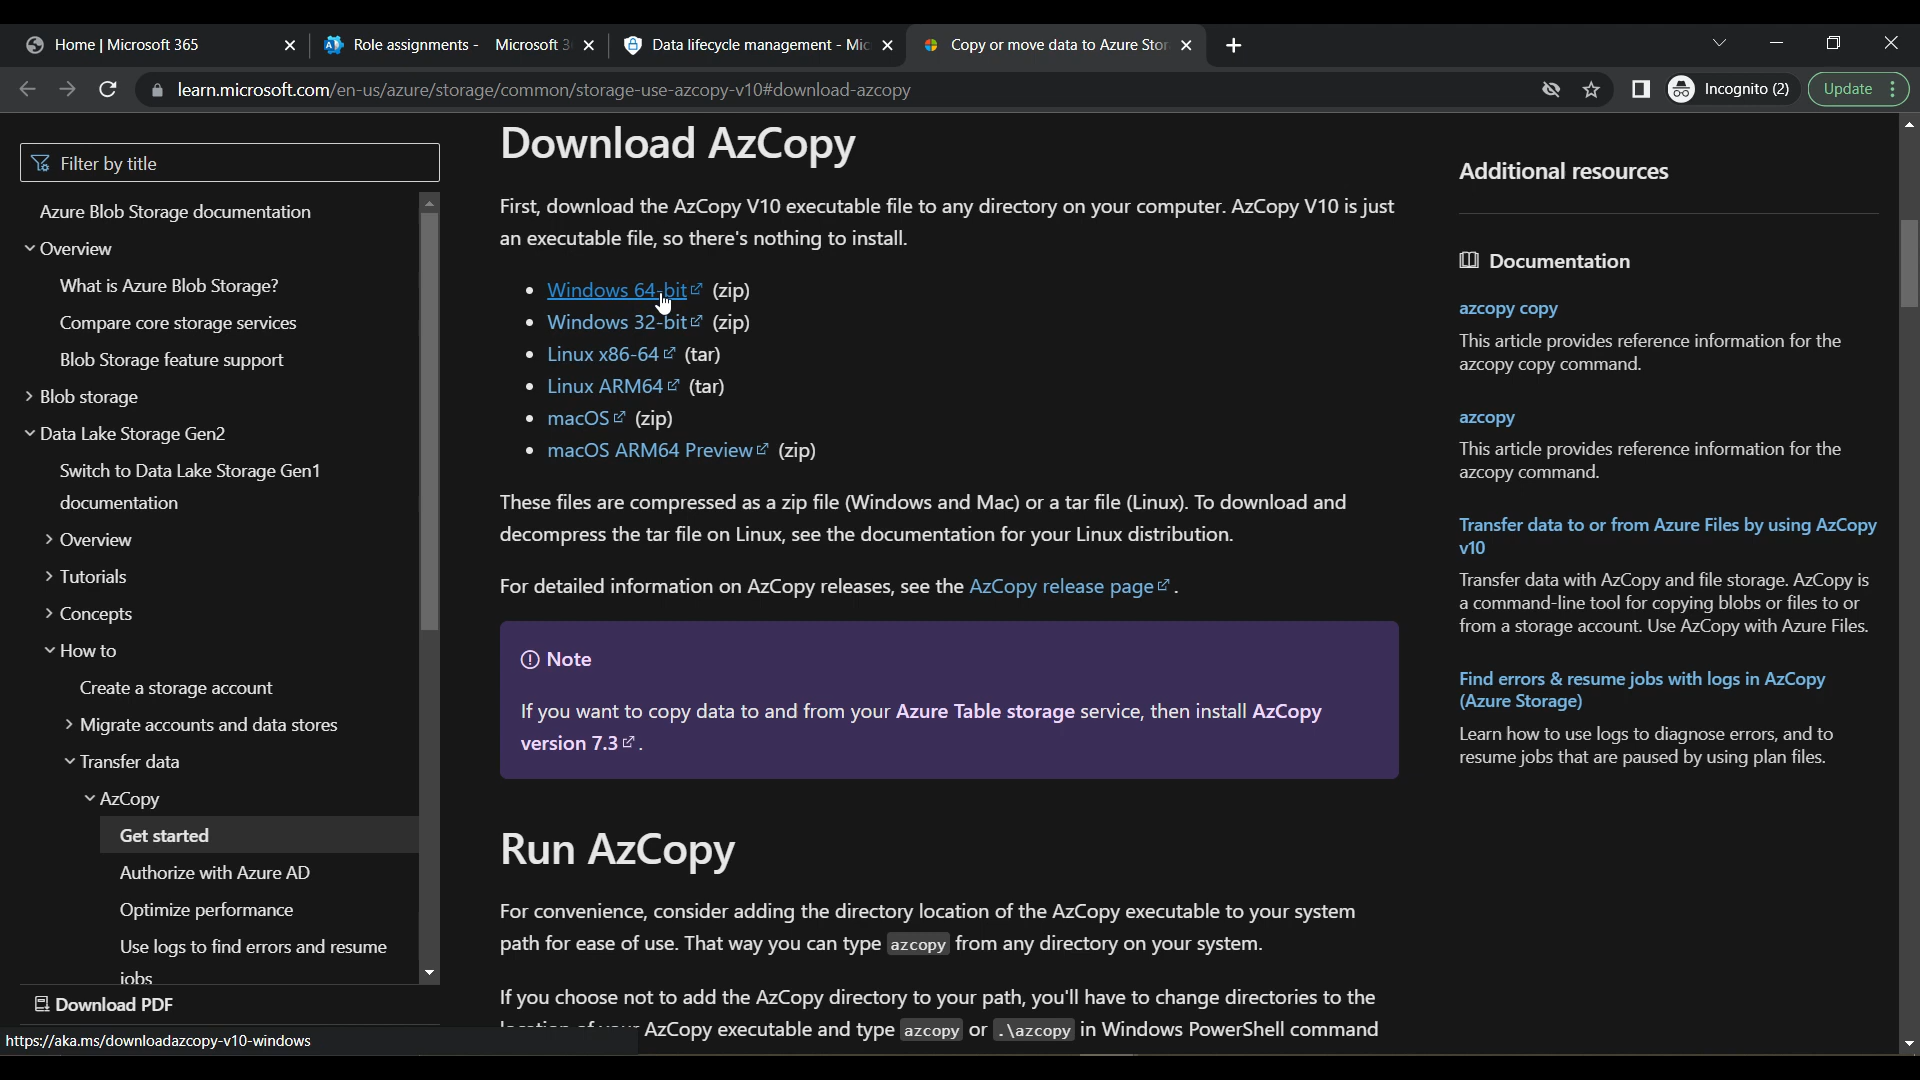 Home | Microsoft 365
Role assignments - Microsoft 3
Data lifecycle management - Mic
Copy or move data to Azure Stor
learn.microsoft.com/en-us/azure/storage/common/storage-use-azcopy-v10#download-azcopy
Incognito (2)
Update
Filter by title
Azure Blob Storage documentation
Overview
What is Azure Blob Storage?
Compare core storage services
Blob Storage feature support
Blob storage
Data Lake Storage Gen2
Switch to Data Lake Storage Gen1
documentation
Overview
Tutorials
Concepts
How to
Create a storage account
Migrate accounts and data stores
Transfer data
AzCopy
Get started
Authorize with Azure AD
Optimize performance
Use logs to find errors and resume
jobs
Download PDF
https://aka.ms/downloadazcopy-v10-windows
Download AzCopy
First, download the AzCopy V10 executable file to any directory on your computer. AzCopy V10 is just
an executable file, so there's nothing to install.
• Windows 64-bit (zip)
• Windows 32-bit (zip)
• Linux x86-64 (tar)
• Linux ARM64 (tar)
• macOS (zip)
• macOS ARM64 Preview (zip)
These files are compressed as a zip file (Windows and Mac) or a tar file (Linux). To download and
decompress the tar file on Linux, see the documentation for your Linux distribution.
For detailed information on AzCopy releases, see the AzCopy release page.
Note
If you want to copy data to and from your Azure Table storage service, then install AzCopy
version 7.3.
Run AzCopy
For convenience, consider adding the directory location of the AzCopy executable to your system
path for ease of use. That way you can type azcopy from any directory on your system.
If you choose not to add the AzCopy directory to your path, you'll have to change directories to the
AzCopy executable and type azcopy or .\azcopy in Windows PowerShell command
Additional resources
Documentation
azcopy copy
This article provides reference information for the
azcopy copy command.
azcopy
This article provides reference information for the
azcopy command.
Transfer data to or from Azure Files by using AzCopy
v10
Transfer data with AzCopy and file storage. AzCopy is
a command-line tool for copying blobs or files to or
from a storage account. Use AzCopy with Azure Files.
Find errors & resume jobs with logs in AzCopy
(Azure Storage)
Learn how to use logs to diagnose errors, and to
resume jobs that are paused by using plan files.